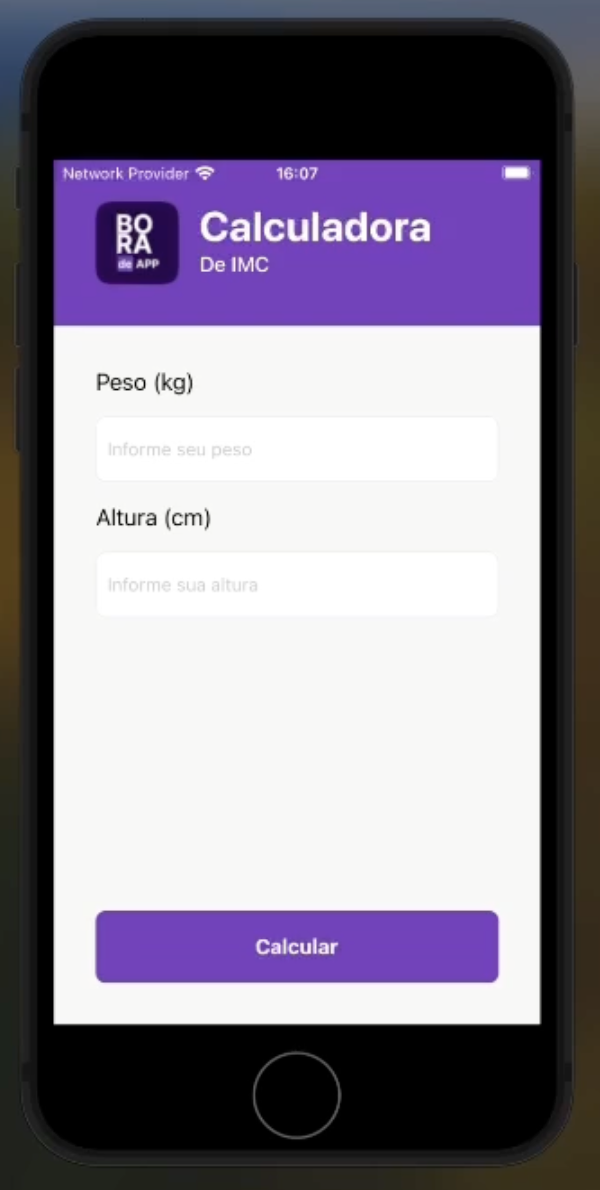 Network Provider 16:07
BO
RA
de APP
Calculadora
De IMC
Peso (kg)
Informe seu peso
Altura (cm)
Informe sua altura
Calcular